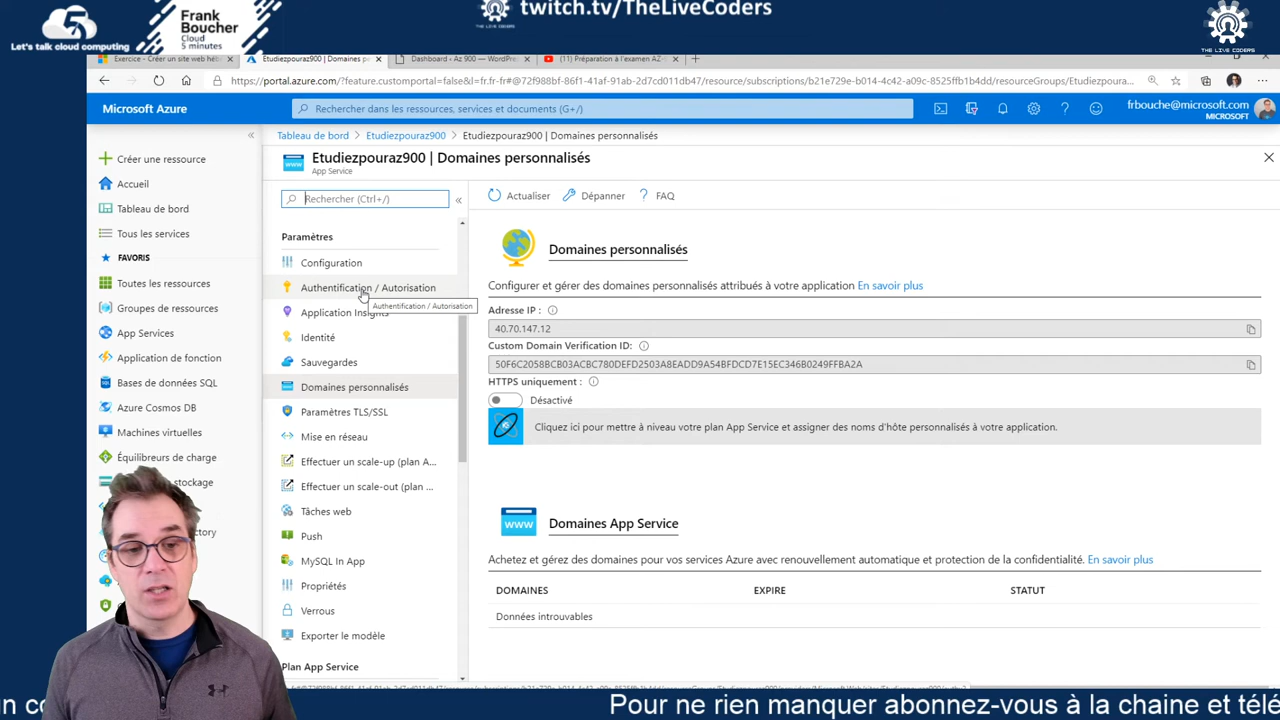 Let's talk cloud computing
Frank
Boucher
Cloud
5 minutes
twitch.tv/TheLiveCoders
THE LIVE CODERS
THE LIVE CODERS
Exercice - Créer un site web héb
Etudiezpouraz900 | Domaines pe
Dashboard ‹ Az 900 — WordPre
(11) Préparation à l'examen AZ-
https://portal.azure.com/?feature.customportal=false&l=fr.fr-fr#@72f988bf-86f1-41af-91ab-2d7cd011db47/resource/subscriptions/b21e729e-b014-4c42-a09c-8525ffb1b4dd/resourceGroups/Etudiezpoura...
Microsoft Azure
Rechercher dans les ressources, services et documents (G+/)
frbouche@microsoft.com
MICROSOFT
Tableau de bord > Etudiezpouraz900 > Etudiezpouraz900 | Domaines personnalisés
Etudiezpouraz900 | Domaines personnalisés
App Service
Créer une ressource
Accueil
Tableau de bord
Tous les services
FAVORIS
Toutes les ressources
Groupes de ressources
App Services
Application de fonction
Bases de données SQL
Azure Cosmos DB
Machines virtuelles
Équilibreurs de charge
stockage
ctory
Rechercher (Ctrl+/)
Paramètres
Configuration
Authentification / Autorisation
Authentification / Autorisation
Application Insights
Identité
Sauvegardes
Domaines personnalisés
Paramètres TLS/SSL
Mise en réseau
Effectuer un scale-up (plan A...
Effectuer un scale-out (plan ...
Tâches web
Push
MySQL In App
Propriétés
Verrous
Exporter le modèle
Plan App Service
Actualiser
Dépanner
FAQ
Domaines personnalisés
Configurer et gérer des domaines personnalisés attribués à votre application En savoir plus
Adresse IP :
40.70.147.12
Custom Domain Verification ID:
50F6C2058BCB03ACBC780DEFD2503A8EADD9A54BFDCD7E15EC346B0249FFBA2A
HTTPS uniquement :
Désactivé
Cliquez ici pour mettre à niveau votre plan App Service et assigner des noms d'hôte personnalisés à votre application.
Domaines App Service
Achetez et gérez des domaines pour vos services Azure avec renouvellement automatique et protection de la confidentialité. En savoir plus
DOMAINES EXPIRE STATUT
Données introuvables
un co
Pour ne rien manquer abonnez-vous à la chaine et télé